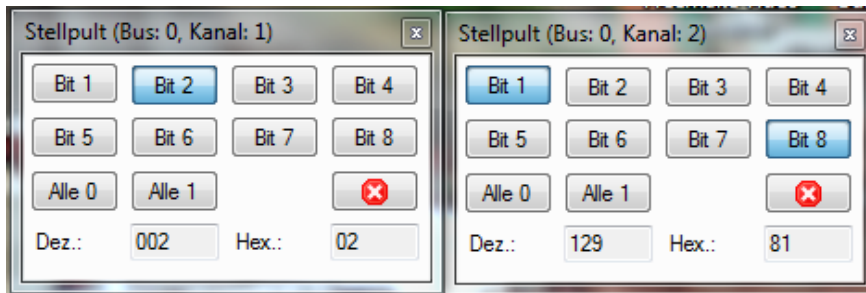 Stellpult (Bus: 0, Kanal: 1)
Bit 1 Bit 2 Bit 3 Bit 4
Bit 5 Bit 6 Bit 7 Bit 8
Alle 0 Alle 1
Dez.: 002 Hex.: 02
Stellpult (Bus: 0, Kanal: 2)
Bit 1 Bit 2 Bit 3 Bit 4
Bit 5 Bit 6 Bit 7 Bit 8
Alle 0 Alle 1
Dez.: 129 Hex.: 81